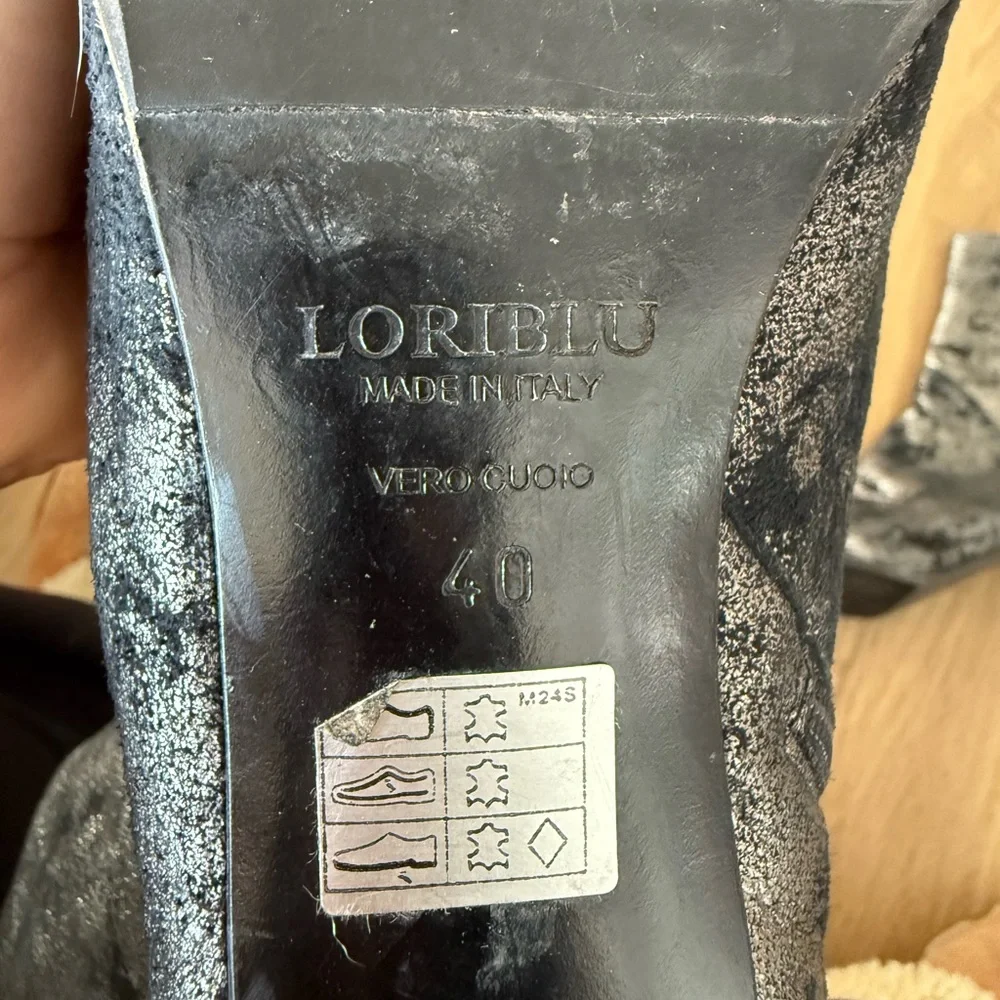 LORIBLU
MADE IN ITALY
VERO CUOIO
40
M24S